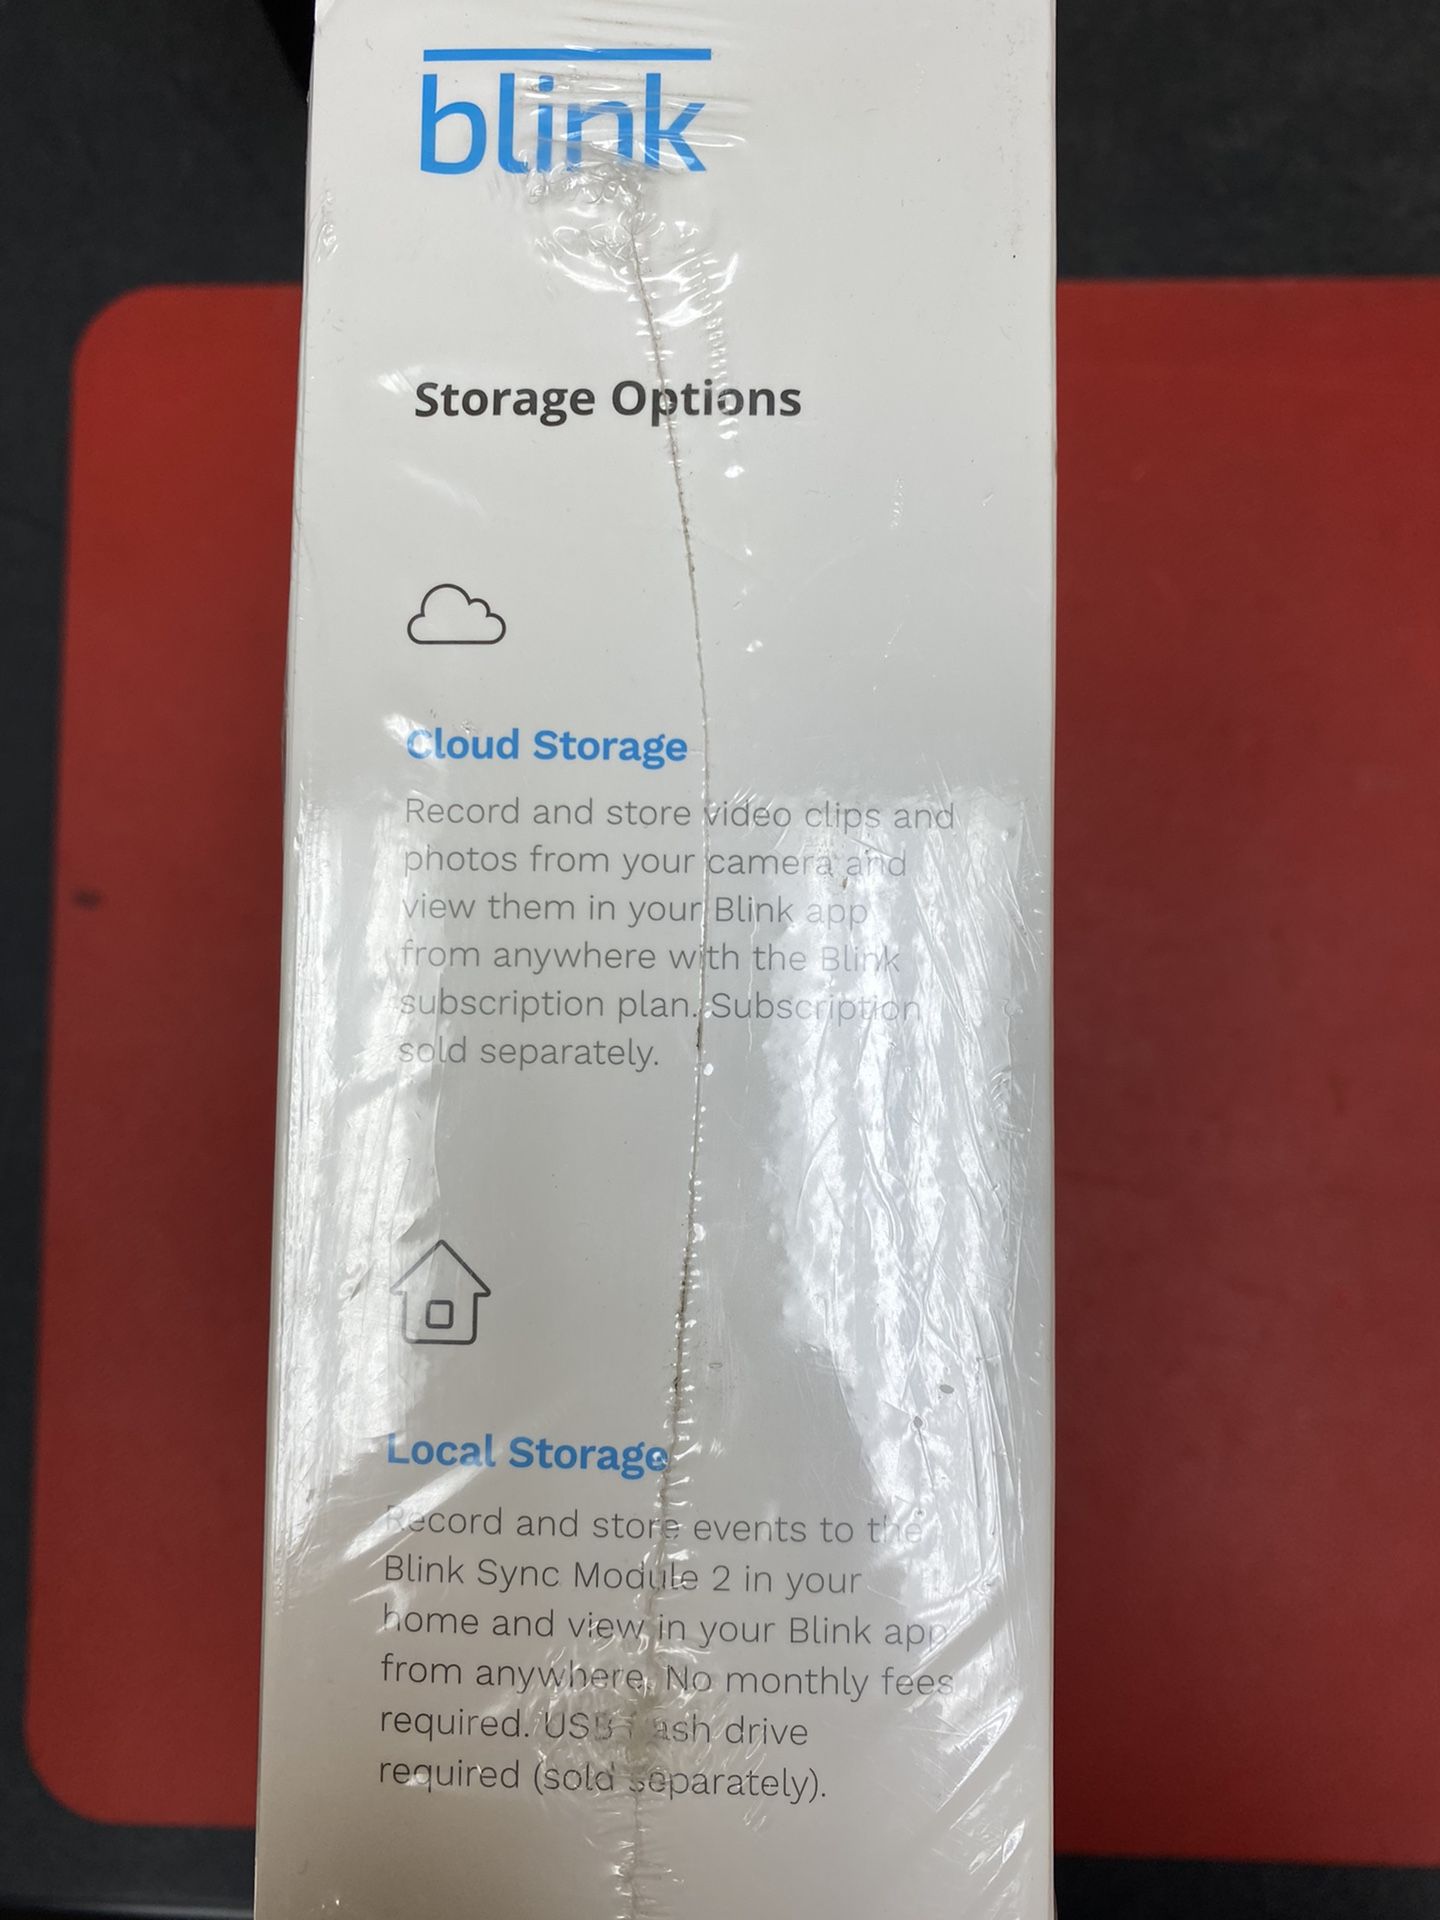 blink
Storage Options
Cloud Storage
Record and store video clips and
photos from your camera and
view them in your Blink app
from anywhere with the Blink
subscription plan. Subscription
sold separately.
Local Storage
Record and store events to the
Blink Sync Module 2 in your
home and view in your Blink app
from anywhere. No monthly fees
required. USB flash drive
required (sold separately).